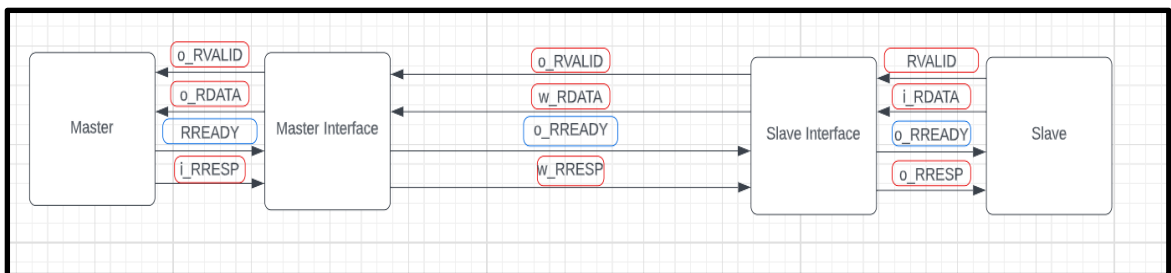 o_RVALID
o_RVALID
RVALID
o_RDATA
w_RDATA
i_RDATA
Master
RREADY
Master Interface
o_RREADY
Slave Interface
o_RREADY
Slave
i_RRESP
w_RRESP
o_RRESP